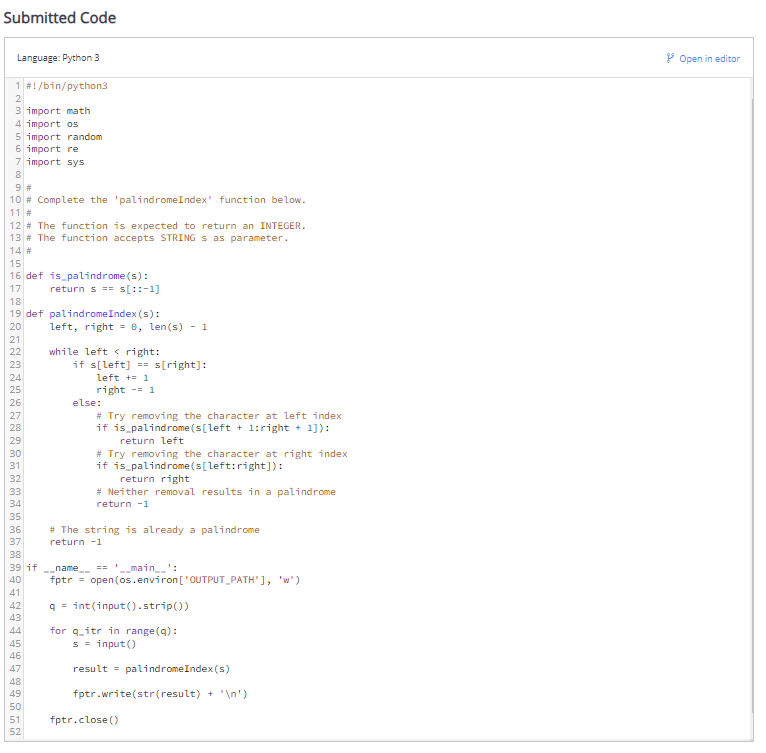 Submitted Code
Language: Python 3
Open in editor
1 #!/bin/python3
2
3 import math
4 import os
5 import random
6 import re
7 import sys
8
9 #
10 # Complete the 'palindromeIndex' function below.
11 #
12 # The function is expected to return an INTEGER.
13 # The function accepts STRING s as parameter.
14 #
15
16 def is_palindrome(s):
17     return s == s[::-1]
18
19 def palindromeIndex(s):
20     left, right = 0, len(s) - 1
21
22     while left < right:
23         if s[left] == s[right]:
24             left += 1
25             right -= 1
26         else:
27             # Try removing the character at left index
28             if is_palindrome(s[left + 1:right + 1]):
29                 return left
30             # Try removing the character at right index
31             if is_palindrome(s[left:right]):
32                 return right
33             # Neither removal results in a palindrome
34             return -1
35
36     # The string is already a palindrome
37     return -1
38
39 if __name__ == '__main__':
40     fptr = open(os.environ['OUTPUT_PATH'], 'w')
41
42     q = int(input().strip())
43
44     for q_itr in range(q):
45         s = input()
46
47         result = palindromeIndex(s)
48
49         fptr.write(str(result) + '\n')
50
51     fptr.close()
52